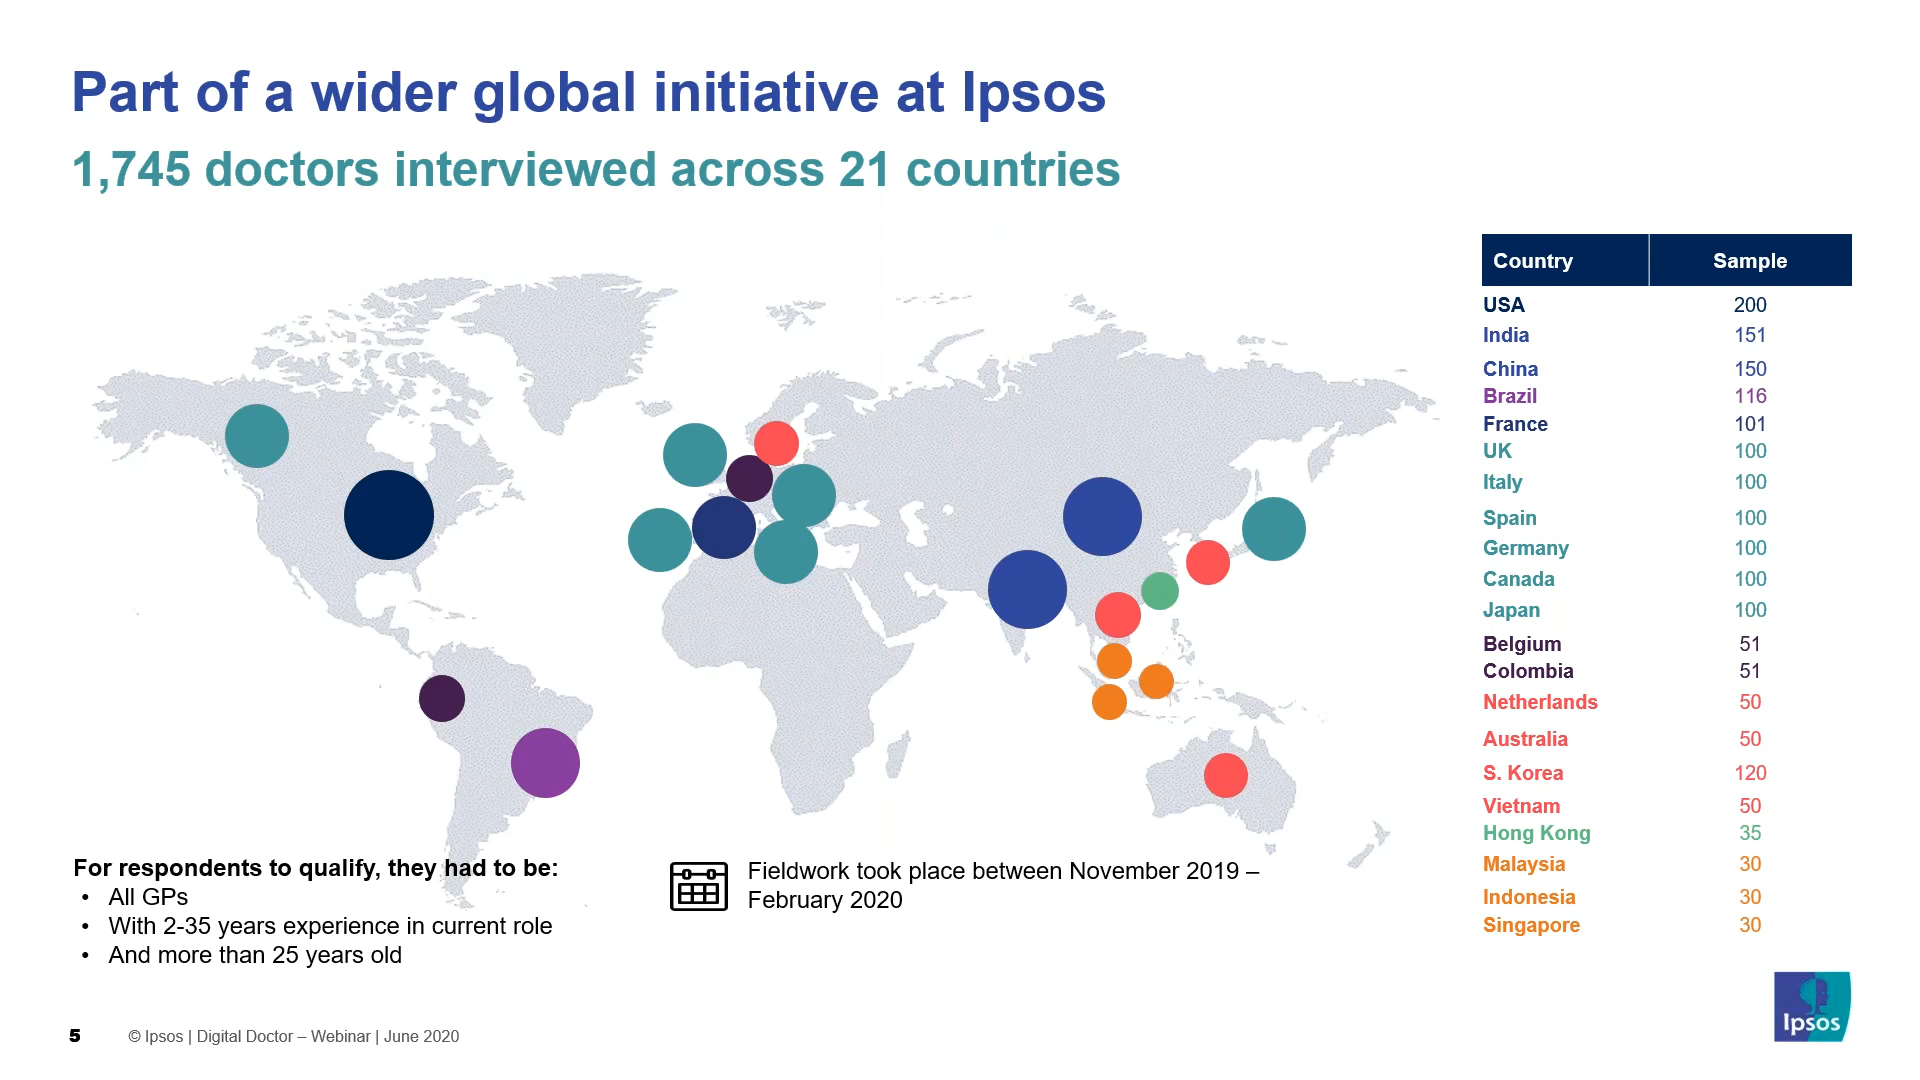 Part of a wider global initiative at Ipsos
1,745 doctors interviewed across 21 countries
Country Sample
USA 200
India 151
China 150
Brazil 116
France 101
UK 100
Italy 100
Spain 100
Germany 100
Canada 100
Japan 100
Belgium 51
Colombia 51
Netherlands 50
Australia 50
S. Korea 120
Vietnam 50
Hong Kong 35
Malaysia 30
Indonesia 30
Singapore 30
For respondents to qualify, they had to be:
• All GPs
• With 2-35 years experience in current role
• And more than 25 years old
Fieldwork took place between November 2019 –
February 2020
5 © Ipsos | Digital Doctor – Webinar | June 2020
Ipsos